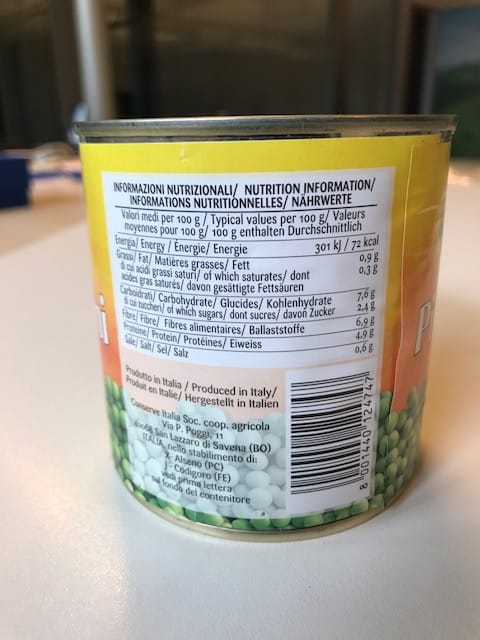 INFORMAZIONI NUTRIZIONALI/ NUTRITION INFORMATION/
INFORMATIONS NUTRITIONNELLES/ NÄHRWERTE
Valori medi per 100 g / Typical values per 100 g/ Valeurs
moyennes pour 100 g/ 100 g enthalten Durchschnittlich
Energia/ Energy / Énergie/ Energie 301 kJ / 72 kcal
Grassi/ Fat/ Matières grasses/ Fett 0,9 g
di cui acidi grassi saturi/ of which saturates/ dont 0,3 g
acides gras saturés/ davon gesättigte Fettsäuren
Carboidrati/ Carbohydrate/ Glucides/ Kohlenhydrate 7,6 g
di cui zuccheri/ of which sugars/ dont sucres/ davon Zucker 2,4 g
Fibre/ Fibre/ Fibres alimentaires/ Ballaststoffe 6,9 g
Proteine/ Protein/ Protéines/ Eiweiss 4,9 g
Sale/ Salt/ Sel/ Salz 0,6 g
Prodotto in Italia / Produced in Italy/
Produit en Italie/ Hergestellt in Italien
Conserve Italia Soc. coop. agricola
Via P. Poggi, 11
40068 San Lazzaro di Savena (BO)
ITALIA, nello stabilimento di:
X- Alseno (PC)
J - Codigoro (FE)
vedi prima lettera
sul fondo del contenitore
8 001440 124747
i
P